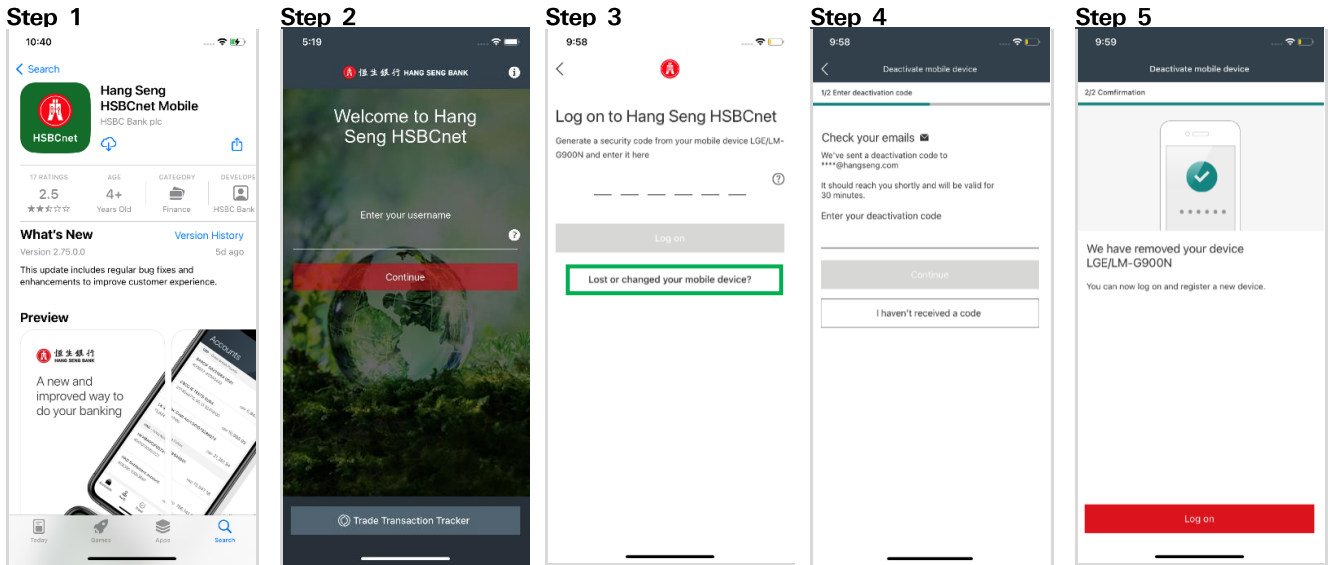 Step 1
10:40
Search
Hang Seng
HSBCnet Mobile
HSBC Bank plc
HSBCnet
17 RATINGS
AGE
CATEGORY
DEVELOPE
2.5
4+
Years Old
Finance
HSBC Bank
What's New
Version History
Version 2.75.0.0
5d ago
This update includes regular bug fixes and
enhancements to improve customer experience.
Preview
恒生銀行
HANG SENG BANK
A new and
improved way to
do your banking
Accounts
Today
Games
Apps
Search
Step 2
5:19
恒生銀行 HANG SENG BANK
Welcome to Hang
Seng HSBCnet
Enter your username
Continue
Trade Transaction Tracker
Step 3
9:58
Log on to Hang Seng HSBCnet
Generate a security code from your mobile device LGE/LM-
G900N and enter it here
Log on
Lost or changed your mobile device?
Step 4
9:58
Deactivate mobile device
1/2 Enter deactivation code
Check your emails
We've sent a deactivation code to
****@hangseng.com
It should reach you shortly and will be valid for
30 minutes.
Enter your deactivation code
Continue
I haven't received a code
Step 5
9:59
Deactivate mobile device
2/2 Comfirmation
We have removed your device
LGE/LM-G900N
You can now log on and register a new device.
Log on